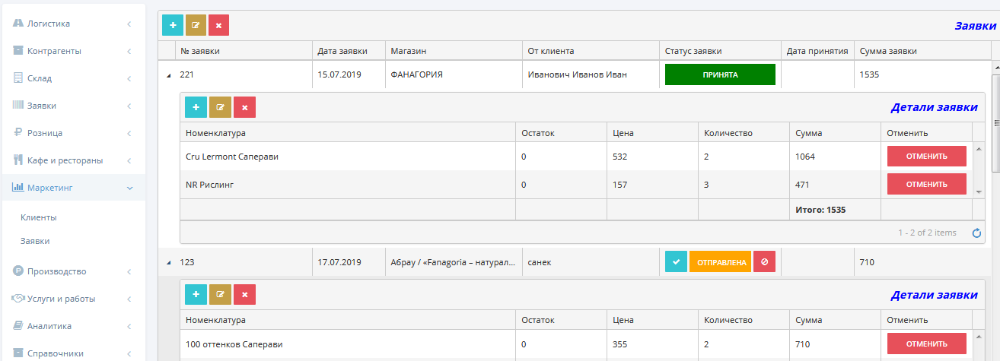 Логистика
Контрагенты
Склад
Заявки
Розница
Кафе и рестораны
Маркетинг
Клиенты
Заявки
Производство
Услуги и работы
Аналитика
Справочники
Заявки
№ заявки Дата заявки Магазин От клиента Статус заявки Дата принятия Сумма заявки
221 15.07.2019 ФАНАГОРИЯ Иванович Иванов Иван ПРИНЯТА 1535
Детали заявки
Номенклатура Остаток Цена Количество Сумма Отменить
Cru Lermont Саперави 0 532 2 1064 ОТМЕНИТЬ
NR Рислинг 0 157 3 471 ОТМЕНИТЬ
Итого: 1535
1 - 2 of 2 items
123 17.07.2019 Абрау / «Fanagoria – натурал... санек ОТПРАВЛЕНА 710
Детали заявки
Номенклатура Остаток Цена Количество Сумма Отменить
100 оттенков Саперави 0 355 2 710 ОТМЕНИТЬ